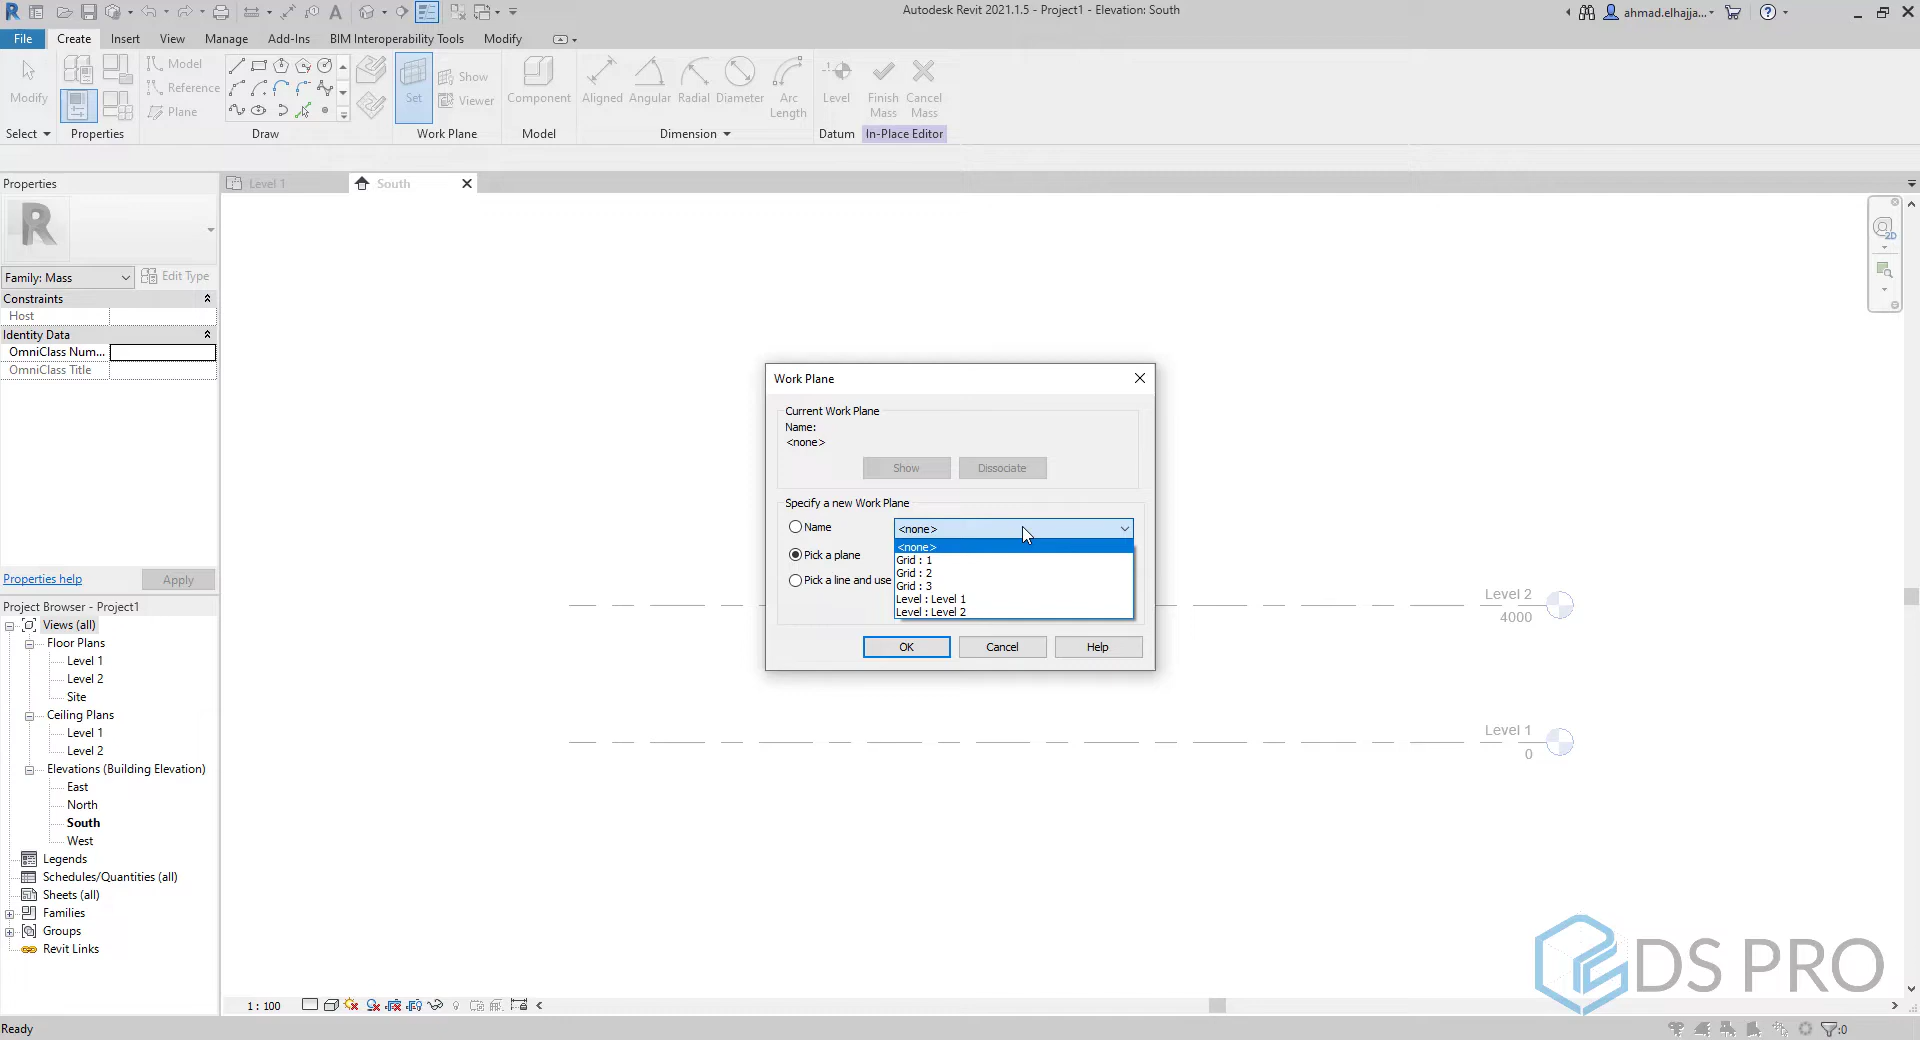 Autodesk Revit 2021.1.5 - Project1 - Elevation: South
ahmad.elhajja...
File Create Insert View Manage Add-Ins BIM Interoperability Tools Modify
Modify
Model
Reference
Plane
Set
Show
Viewer
Component
Aligned Angular Radial Diameter Arc Length
Level
Finish Mass
Cancel Mass
Select Properties Draw Work Plane Model Dimension Datum In-Place Editor
Properties
Level 1
South
2D
R
Family: Mass
Edit Type
Constraints
Host
Identity Data
OmniClass Num...
OmniClass Title
Properties help
Apply
Project Browser - Project1
Views (all)
Floor Plans
Level 1
Level 2
Site
Ceiling Plans
Level 1
Level 2
Elevations (Building Elevation)
East
North
South
West
Legends
Schedules/Quantities (all)
Sheets (all)
Families
Groups
Revit Links
Work Plane
Current Work Plane
Name:
<none>
Show Dissociate
Specify a new Work Plane
Name
<none>
Pick a plane
Pick a line and use
<none>
Grid : 1
Grid : 2
Grid : 3
Level : Level 1
Level : Level 2
OK Cancel Help
Level 2
4000
Level 1
0
DS PRO
1 : 100
Ready
:0